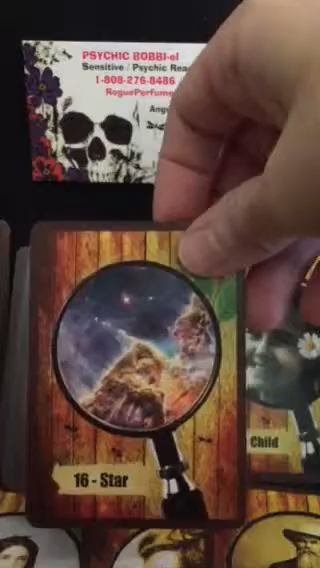 PSYCHIC BOBBI-el
Sensitive / Psychic Rea
1-808-276-8486
RoguePerfume
Ang
16 - Star
Child